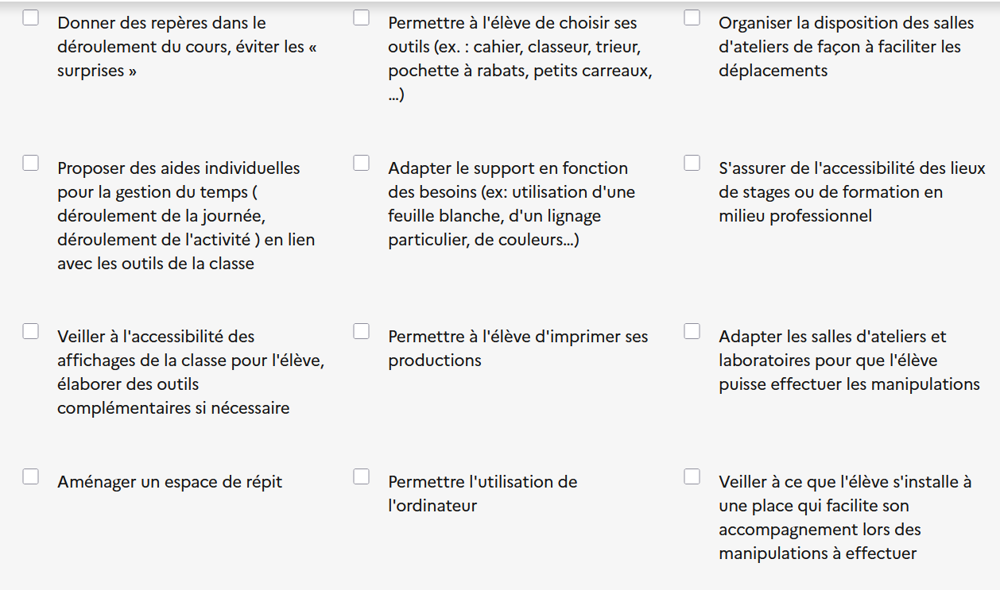 Donner des repères dans le
déroulement du cours, éviter les «
surprises »
Permettre à l'élève de choisir ses
outils (ex. : cahier, classeur, trieur,
pochette à rabats, petits carreaux,
...)
Organiser la disposition des salles
d'ateliers de façon à faciliter les
déplacements
Proposer des aides individuelles
pour la gestion du temps (
déroulement de la journée,
déroulement de l'activité ) en lien
avec les outils de la classe
Adapter le support en fonction
des besoins (ex: utilisation d'une
feuille blanche, d'un lignage
particulier, de couleurs...)
S'assurer de l'accessibilité des lieux
de stages ou de formation en
milieu professionnel
Veiller à l'accessibilité des
affichages de la classe pour l'élève,
élaborer des outils
complémentaires si nécessaire
Permettre à l'élève d'imprimer ses
productions
Adapter les salles d'ateliers et
laboratoires pour que l'élève
puisse effectuer les manipulations
Aménager un espace de répit
Permettre l'utilisation de
l'ordinateur
Veiller à ce que l'élève s'installe à
une place qui facilite son
accompagnement lors des
manipulations à effectuer